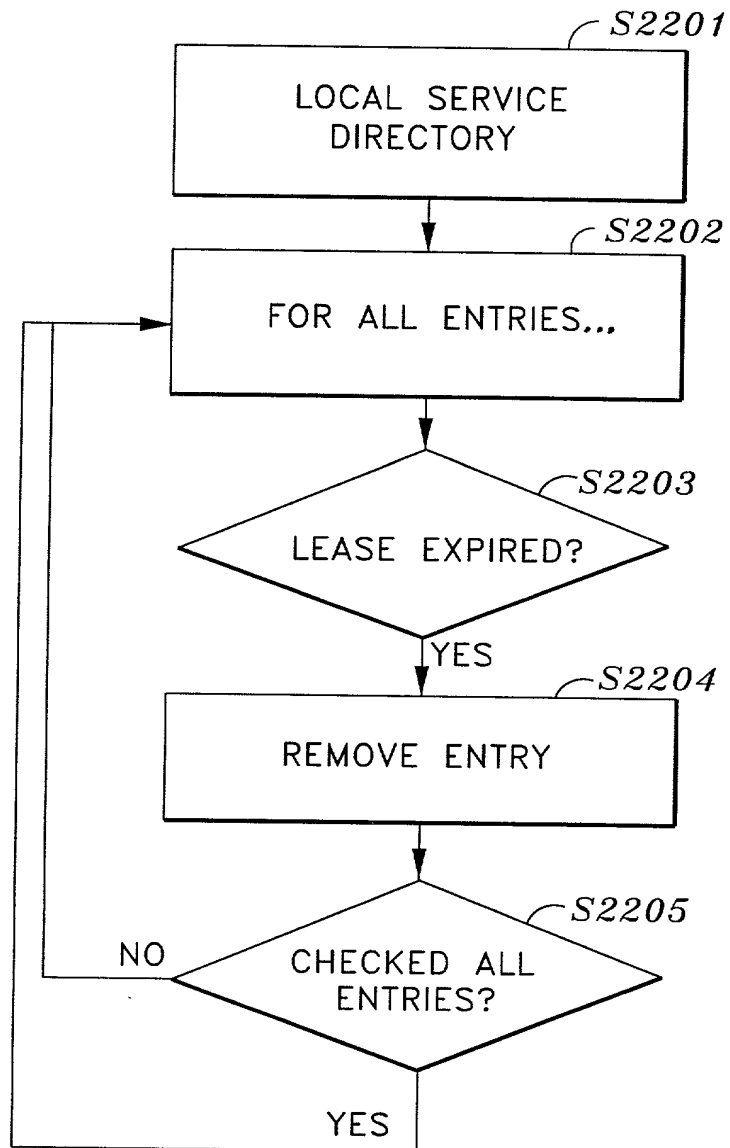 S2201
LOCAL SERVICE
DIRECTORY
S2202
FOR ALL ENTRIES...
S2203
LEASE EXPIRED?
YES
S2204
REMOVE ENTRY
S2205
NO
CHECKED ALL
ENTRIES?
YES